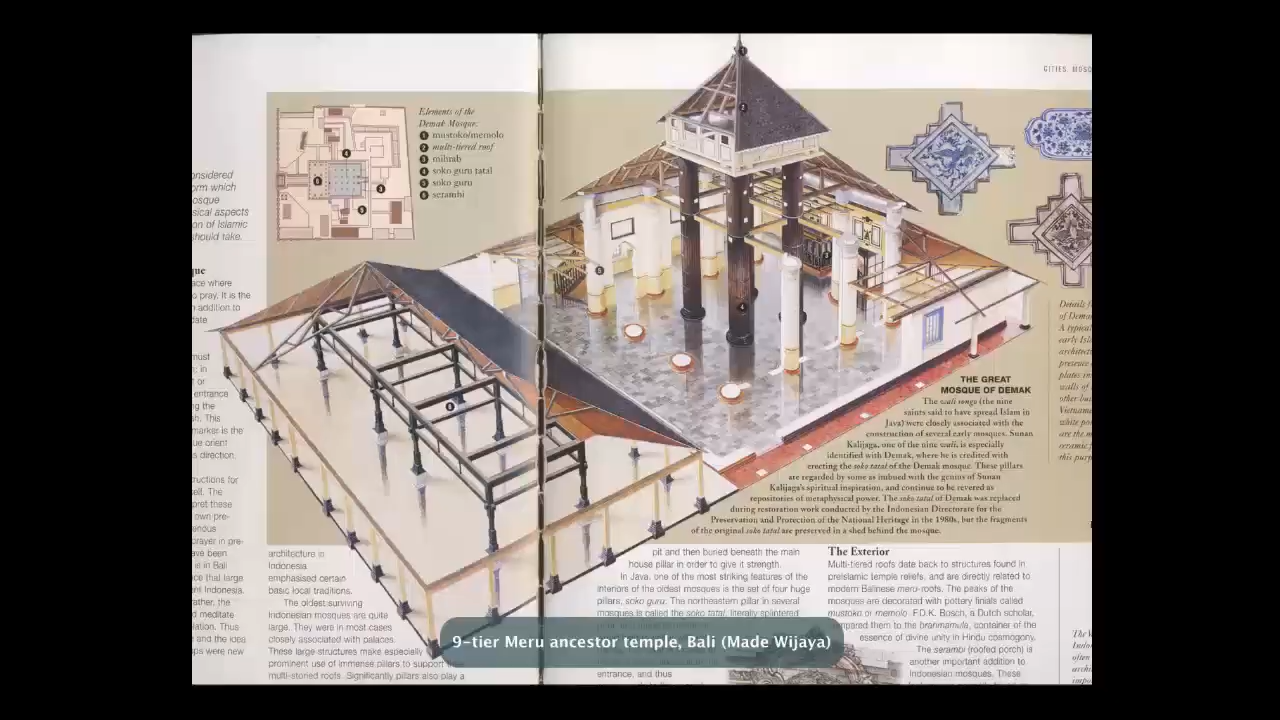 CITIES, MOSQ
Elements of the
Demak Mosque:
1 mustoko/memolo
2 multi-tiered roof
3 mihrab
4 soko guru tatal
5 soko guru
6 serambi
onsidered
orm which
osque
sical aspects
on of Islamic
should take.
que
ace where
o pray. It is the
n addition to
date
must
in
or
entrance
ng the
sh. This
marker is the
ue orient
s direction.
ructions for
self. The
pret these
own pre-
enous
prayer in pre-
ave been
in Bali
ce that large
ern Indonesia.
ather, the
d meditate
lation. Thus
and the idea
ps were new
architecture in
Indonesia
emphasised certain
basic local traditions.
The oldest surviving
Indonesian mosques are quite
large. They were in most cases
closely associated with palaces.
These large structures make especially
prominent use of immense pillars to support
multi-storied roofs. Significantly pillars also play a
THE GREAT
MOSQUE OF DEMAK
The wali songo (the nine
saints said to have spread Islam in
Java) were closely associated with the
construction of several early mosques. Sunan
Kalijaga, one of the nine wali, is especially
identified with Demak, where he is credited with
erecting the soko tatal of the Demak mosque. These pillars
are regarded by some as imbued with the genius of Sunan
Kalijaga's spiritual inspiration, and continue to be revered as
repositories of metaphysical power. The soko tatal of Demak was replaced
during restoration work conducted by the Indonesian Directorate for the
Preservation and Protection of the National Heritage in the 1980s, but the fragments
of the original soko tatal are preserved in a shed behind the mosque.
pit and then buried beneath the main
house pillar in order to give it strength.
In Java, one of the most striking features of the
interiors of the oldest mosques is the set of four huge
pillars, soko guru. The northeastern pillar in several
mosques is called the soko tatal, literally splintered
entrance, and thus
The Exterior
Multi-tiered roofs date back to structures found in
preislamic temple reliefs, and are directly related to
modern Balinese meru-roofs. The peaks of the
mosques are decorated with pottery finials called
mustoko or memolo. F.D.K. Bosch, a Dutch scholar,
compared them to the brahmamula, container of the
essence of divine unity in Hindu cosmogony.
The serambi (roofed porch) is
another important addition to
Indonesian mosques. These
Details f
of Dema
A typical
early Isl
architect
presence
plates in
walls of
other bu
Vietnam
white po
are the m
ceramic
this purp
The
often
arch
impo
9-tier Meru ancestor temple, Bali (Made Wijaya)